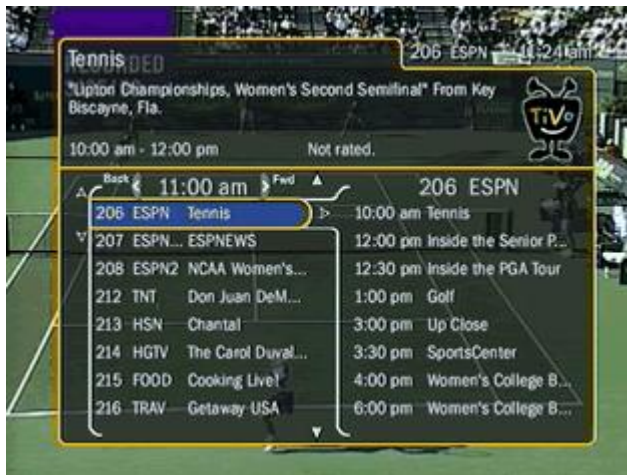 Tennis
RECORDED
206 ESPN 11:24 am
"Lipton Championships, Women's Second Semifinal" From Key
Biscayne, Fla.
TiVo
10:00 am - 12:00 pm Not rated.
Back 11:00 am Fwd
206 ESPN Tennis
207 ESPN... ESPNEWS
208 ESPN2 NCAA Women's...
212 TNT Don Juan DeM...
213 HSN Chantal
214 HGTV The Carol Duval...
215 FOOD Cooking Live!
216 TRAV Getaway USA
206 ESPN
10:00 am Tennis
12:00 pm Inside the Senior P...
12:30 pm Inside the PGA Tour
1:00 pm Golf
3:00 pm Up Close
3:30 pm SportsCenter
4:00 pm Women's College B...
6:00 pm Women's College B...